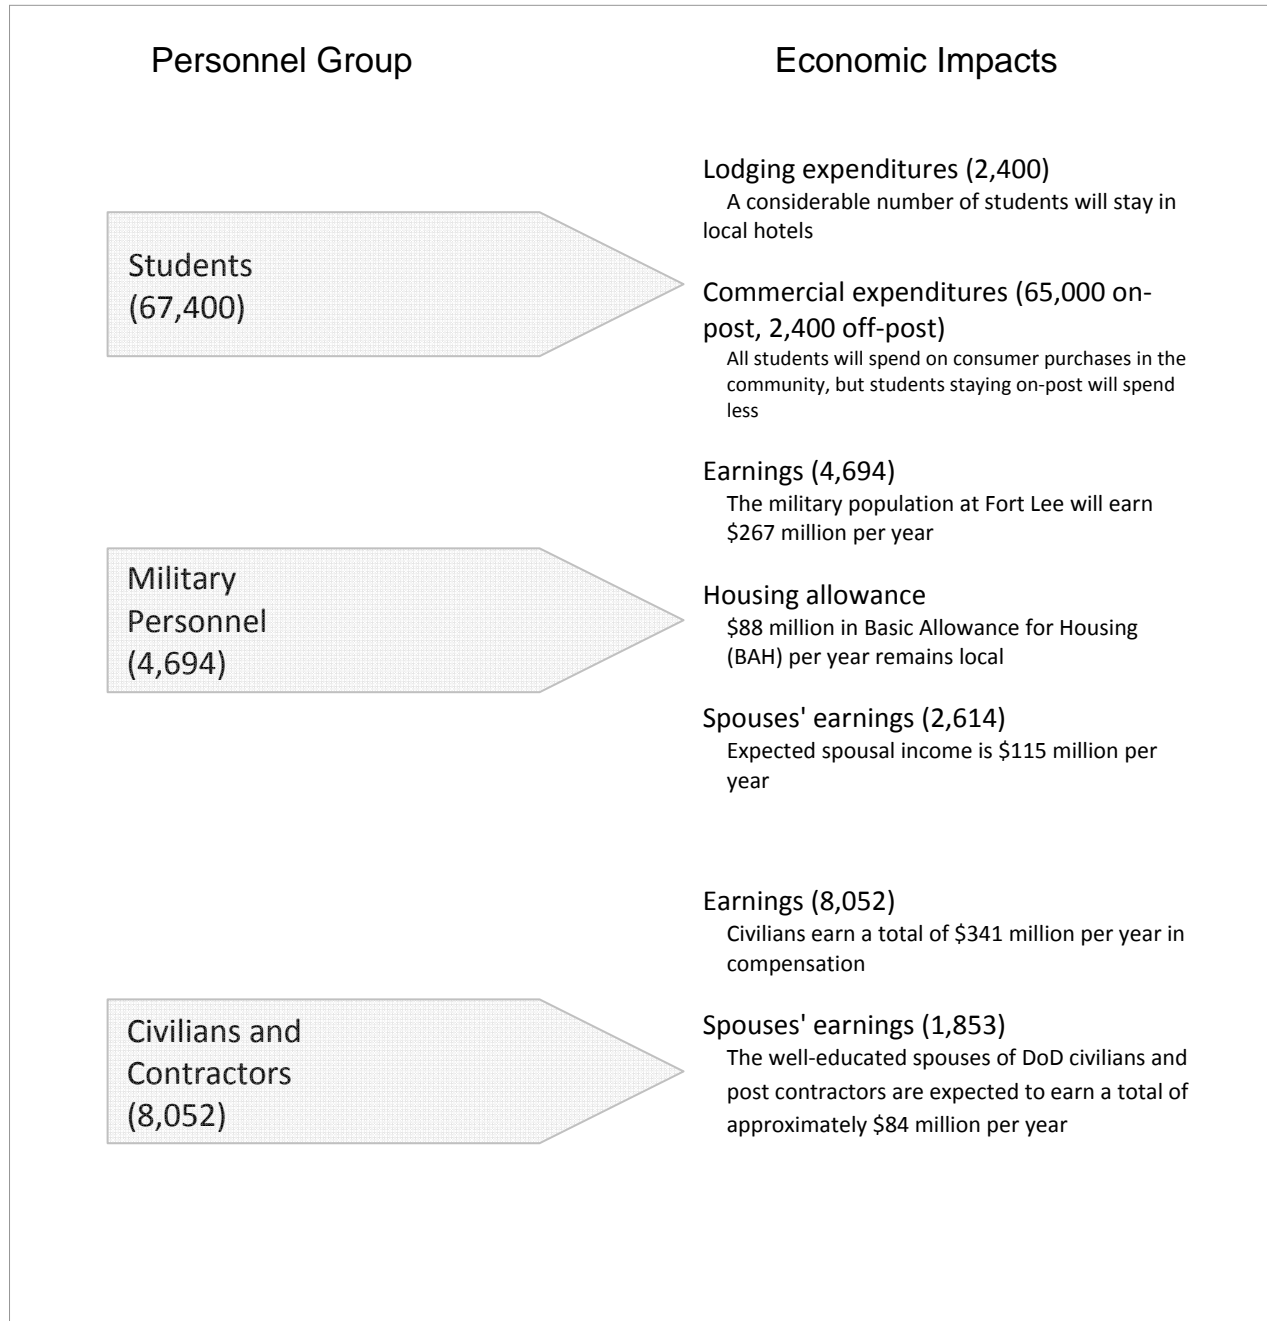 Personnel Group
Economic Impacts
Students
(67,400)
Lodging expenditures (2,400)
A considerable number of students will stay in
local hotels
Commercial expenditures (65,000 on-
post, 2,400 off-post)
All students will spend on consumer purchases in the
community, but students staying on-post will spend
less
Military
Personnel
(4,694)
Earnings (4,694)
The military population at Fort Lee will earn
$267 million per year
Housing allowance
$88 million in Basic Allowance for Housing
(BAH) per year remains local
Spouses' earnings (2,614)
Expected spousal income is $115 million per
year
Civilians and
Contractors
(8,052)
Earnings (8,052)
Civilians earn a total of $341 million per year in
compensation
Spouses' earnings (1,853)
The well-educated spouses of DoD civilians and
post contractors are expected to earn a total of
approximately $84 million per year